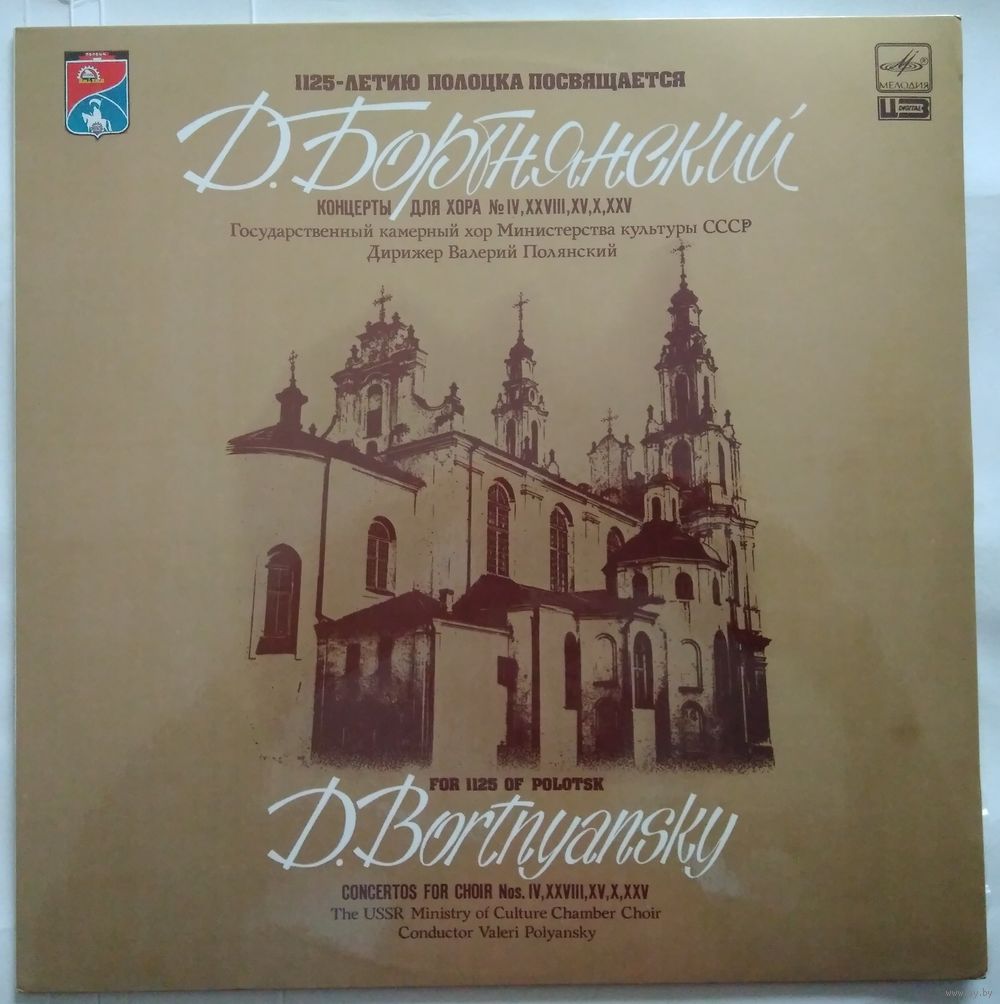 1125-ЛЕТИЮ ПОЛОЦКА ПОСВЯЩАЕТСЯ
МЕЛОДИЯ
DIGITAL
Д. Бортнянский
КОНЦЕРТЫ ДЛЯ ХОРА № IV, XXVIII, XV, X, XXV
Государственный камерный хор Министерства культуры СССР
Дирижер Валерий Полянский
FOR 1125 OF POLOTSK
D. Bortnyansky
CONCERTOS FOR CHOIR Nos. IV, XXVIII, XV, X, XXV
The USSR Ministry of Culture Chamber Choir
Conductor Valeri Polyansky